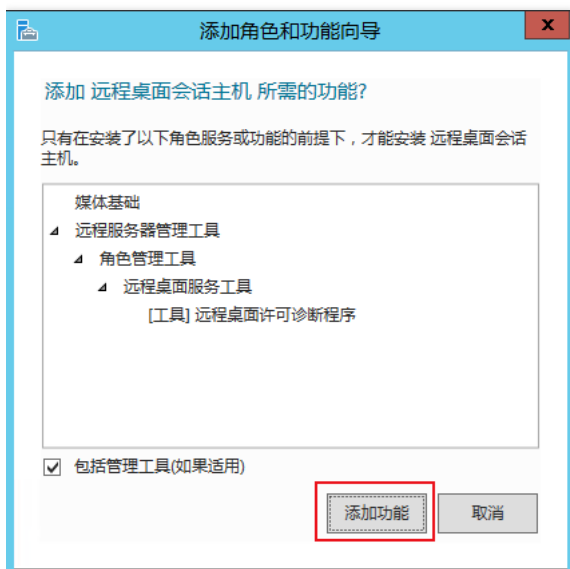 添加角色和功能向导
x
添加 远程桌面会话主机 所需的功能?
只有在安装了以下角色服务或功能的前提下，才能安装 远程桌面会话
主机。
媒体基础
远程服务器管理工具
角色管理工具
远程桌面服务工具
[工具] 远程桌面许可诊断程序
包括管理工具(如果适用)
添加功能 取消